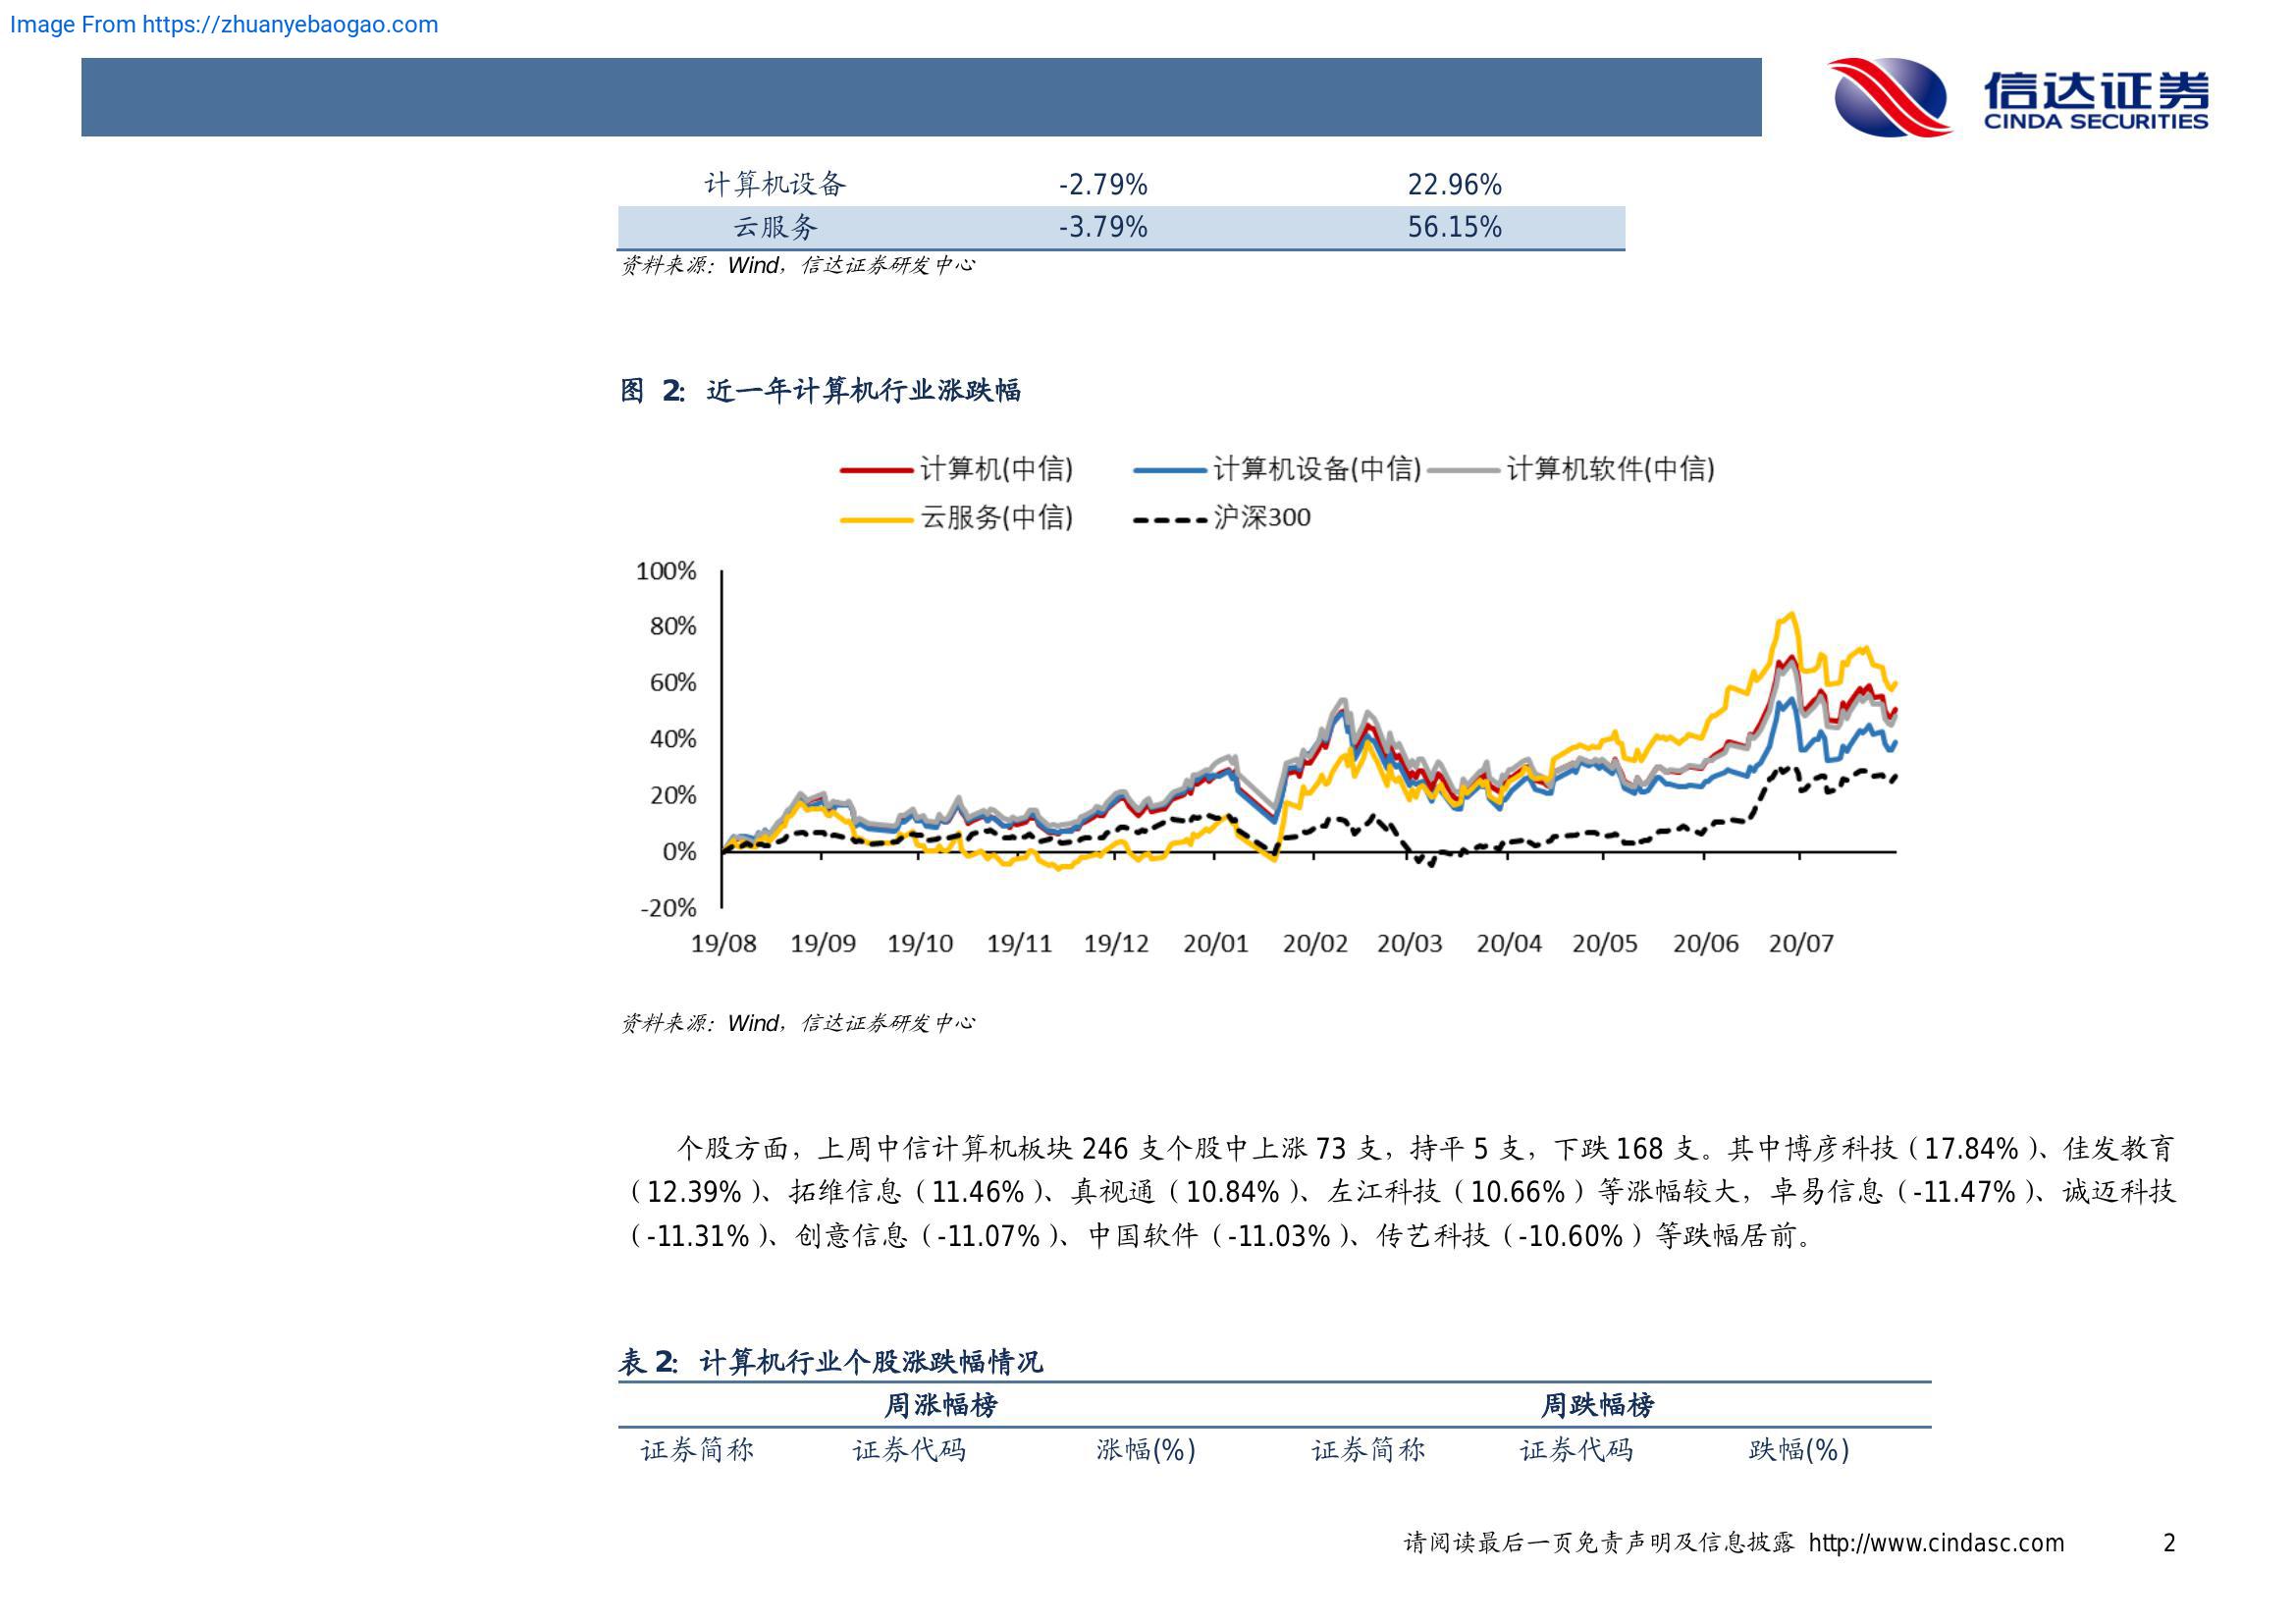 Image From https://zhuanyebaogao.com
信达证券
CINDA SECURITIES
计算机设备 -2.79% 22.96%
云服务 -3.79% 56.15%
资料来源：Wind，信达证券研发中心
图 2：近一年计算机行业涨跌幅
计算机(中信) 计算机设备(中信) 计算机软件(中信)
云服务(中信) 沪深300
100%
80%
60%
40%
20%
0%
-20%
19/08 19/09 19/10 19/11 19/12 20/01 20/02 20/03 20/04 20/05 20/06 20/07
资料来源：Wind，信达证券研发中心
个股方面，上周中信计算机板块 246 支个股中上涨 73 支，持平 5 支，下跌 168 支。其中博彦科技（17.84%）、佳发教育
（12.39%）、拓维信息（11.46%）、真视通（10.84%）、左江科技（10.66%）等涨幅较大，卓易信息（-11.47%）、诚迈科技
（-11.31%）、创意信息（-11.07%）、中国软件（-11.03%）、传艺科技（-10.60%）等跌幅居前。
表 2：计算机行业个股涨跌幅情况
周涨幅榜 周跌幅榜
证券简称 证券代码 涨幅(%) 证券简称 证券代码 跌幅(%)
请阅读最后一页免责声明及信息披露 http://www.cindasc.com 2